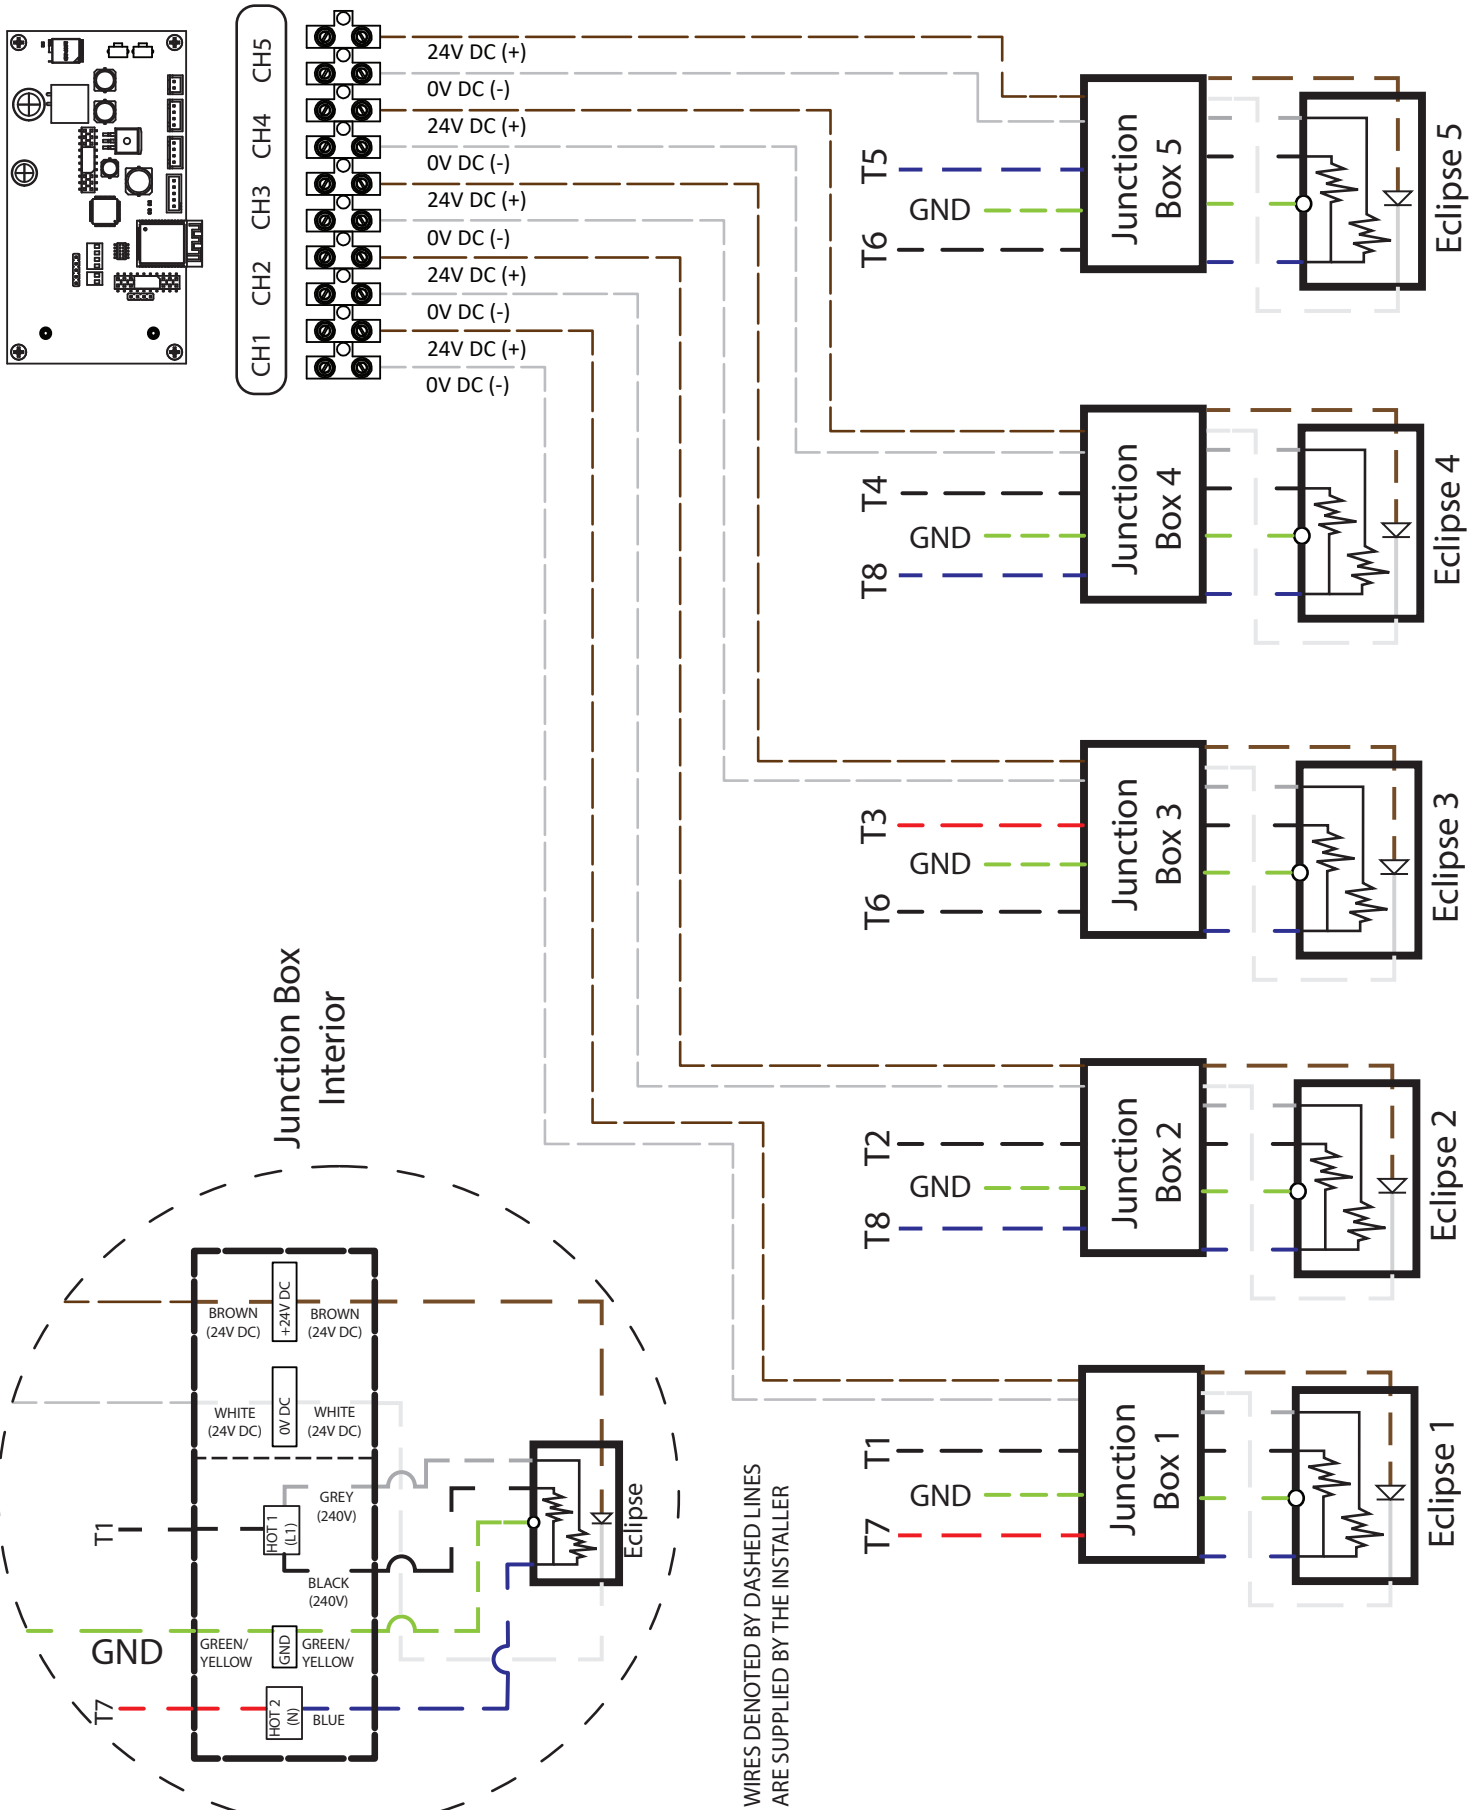 CH5
CH4
CH3
CH2
CH1
24V DC (+)
0V DC (-)
24V DC (+)
0V DC (-)
24V DC (+)
0V DC (-)
24V DC (+)
0V DC (-)
24V DC (+)
0V DC (-)
T5
GND
T6
Junction
Box 5
Eclipse 5
T4
GND
T8
Junction
Box 4
Eclipse 4
T3
GND
T6
Junction
Box 3
Eclipse 3
T2
GND
T8
Junction
Box 2
Eclipse 2
T1
GND
T7
Junction
Box 1
Eclipse 1
Junction Box
Interior
BROWN
(24V DC)
+24V DC
BROWN
(24V DC)
WHITE
(24V DC)
0V DC
WHITE
(24V DC)
T1
HOT 1
(L1)
GREY
(240V)
BLACK
(240V)
GND
GREEN/
YELLOW
GND
GREEN/
YELLOW
T7
HOT 2
(N)
BLUE
Eclipse
WIRES DENOTED BY DASHED LINES
ARE SUPPLIED BY THE INSTALLER